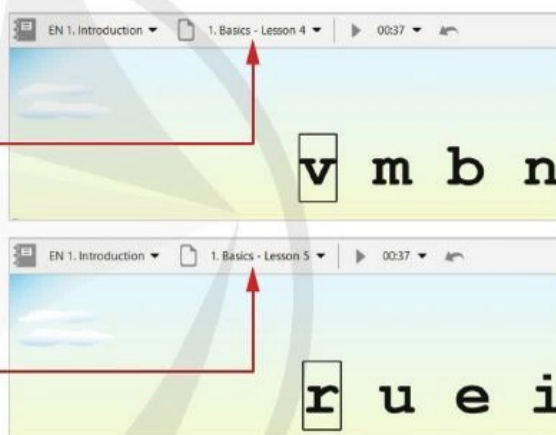 EN 1. Introduction 1. Basics - Lesson 4 00:37
v m b n
EN 1. Introduction 1. Basics - Lesson 5 00:37
r u e i